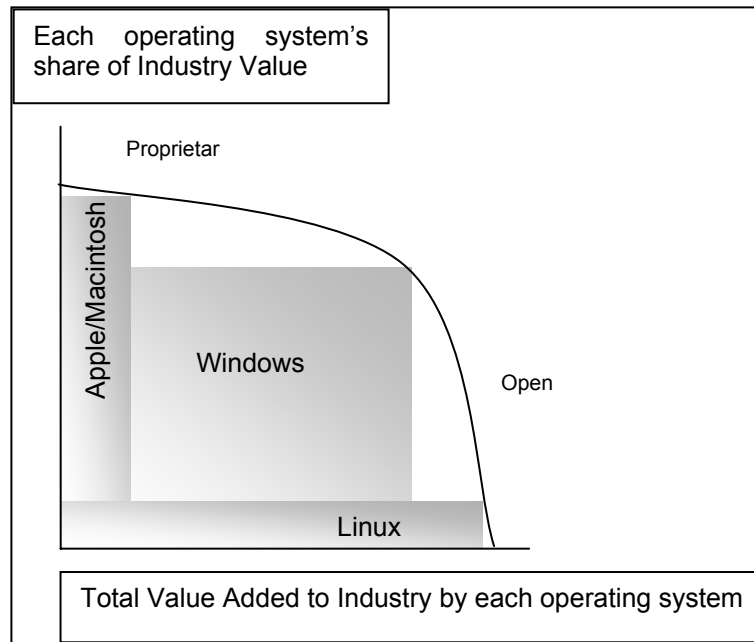 Each operating system's
share of Industry Value
Proprietar
Apple/Macintosh
Windows
Open
Linux
Total Value Added to Industry by each operating system